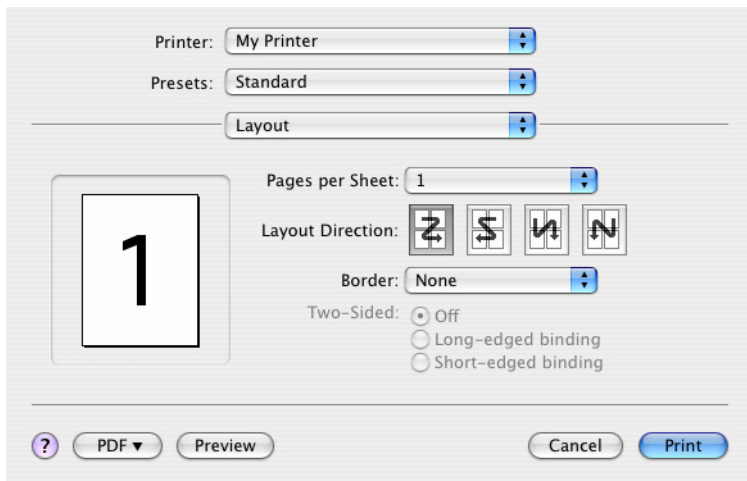 Printer: My Printer
Presets: Standard
Layout
Pages per Sheet: 1
1
Layout Direction:
Border: None
Two-Sided: Off
Long-edged binding
Short-edged binding
? PDF▼ Preview Cancel Print